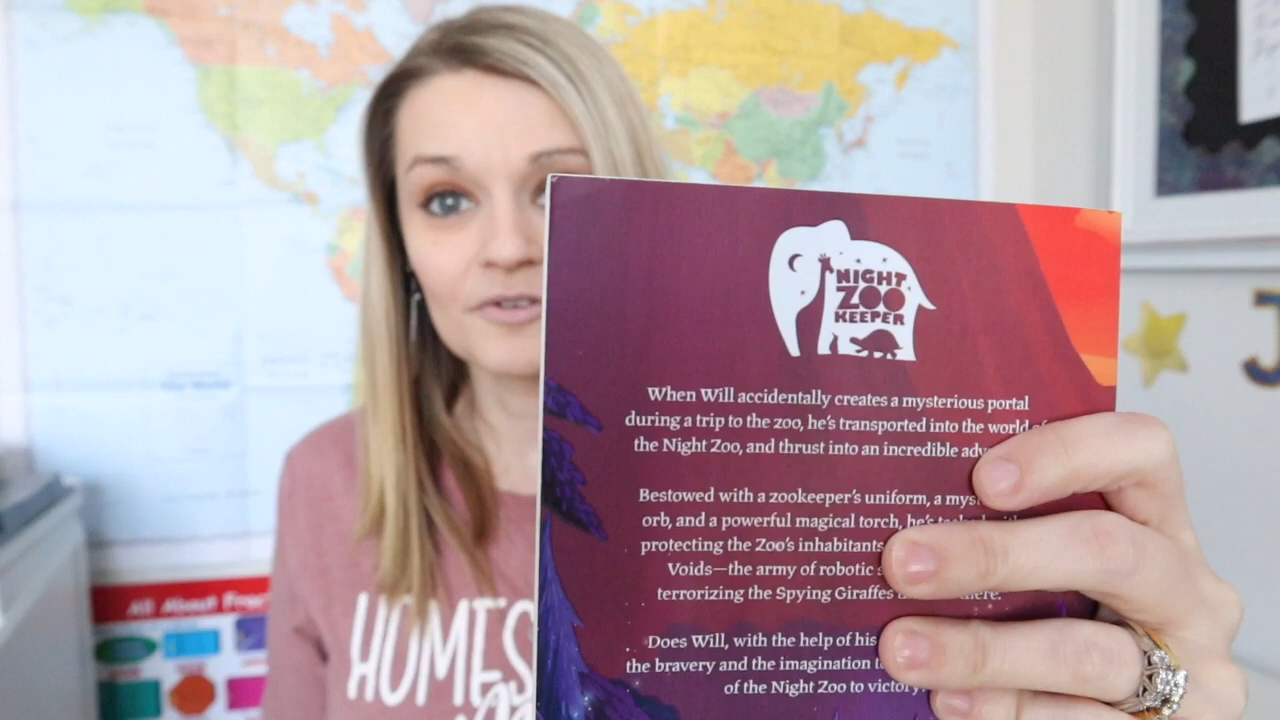 NIGHT
ZOO
KEEPER
When Will accidentally creates a mysterious portal
during a trip to the zoo, he's transported into the world
the Night Zoo, and thrust into an incredible
Bestowed with a zookeeper's uniform, a
orb, and a powerful magical torch, he's
protecting the Zoo's inhabitants
Voids—the army of robotic
terrorizing the Spying Giraffes
Does Will, with the help of his
the bravery and the imagination
of the Night Zoo to victory
All About
HOMES